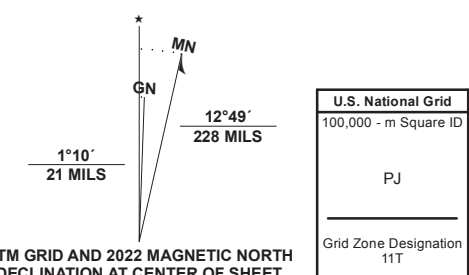 ★
MN
GN
1°10´
21 MILS
12°49´
228 MILS
TM GRID AND 2022 MAGNETIC NORTH
DECLINATION AT CENTER OF SHEET
U.S. National Grid
100,000 - m Square ID
PJ
Grid Zone Designation
11T